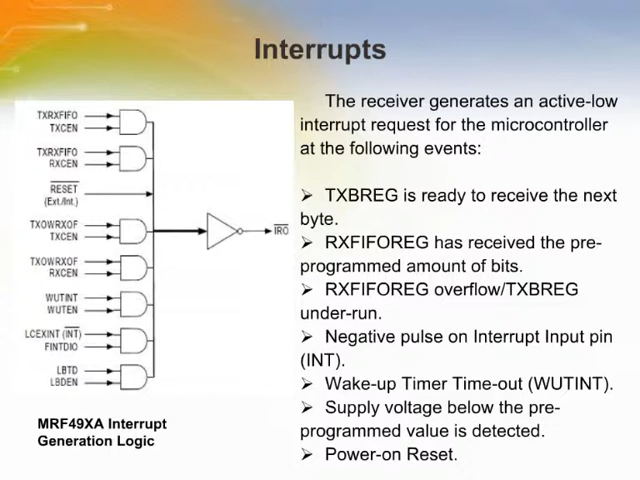 Interrupts
TXRXFIFO
TXCEN
TXRXFIFO
RXCEN
RESET
(Ext./Int.)
TXOWRXOF
TXCEN
TXOWRXOF
RXCEN
WUTINT
WUTEN
LCEXINT (INT)
FINTDIO
LBTD
LBDEN
IRO
MRF49XA Interrupt
Generation Logic
The receiver generates an active-low
interrupt request for the microcontroller
at the following events:
➢ TXBREG is ready to receive the next
byte.
➢ RXFIFOREG has received the pre-
programmed amount of bits.
➢ RXFIFOREG overflow/TXBREG
under-run.
➢ Negative pulse on Interrupt Input pin
(INT).
➢ Wake-up Timer Time-out (WUTINT).
➢ Supply voltage below the pre-
programmed value is detected.
➢ Power-on Reset.